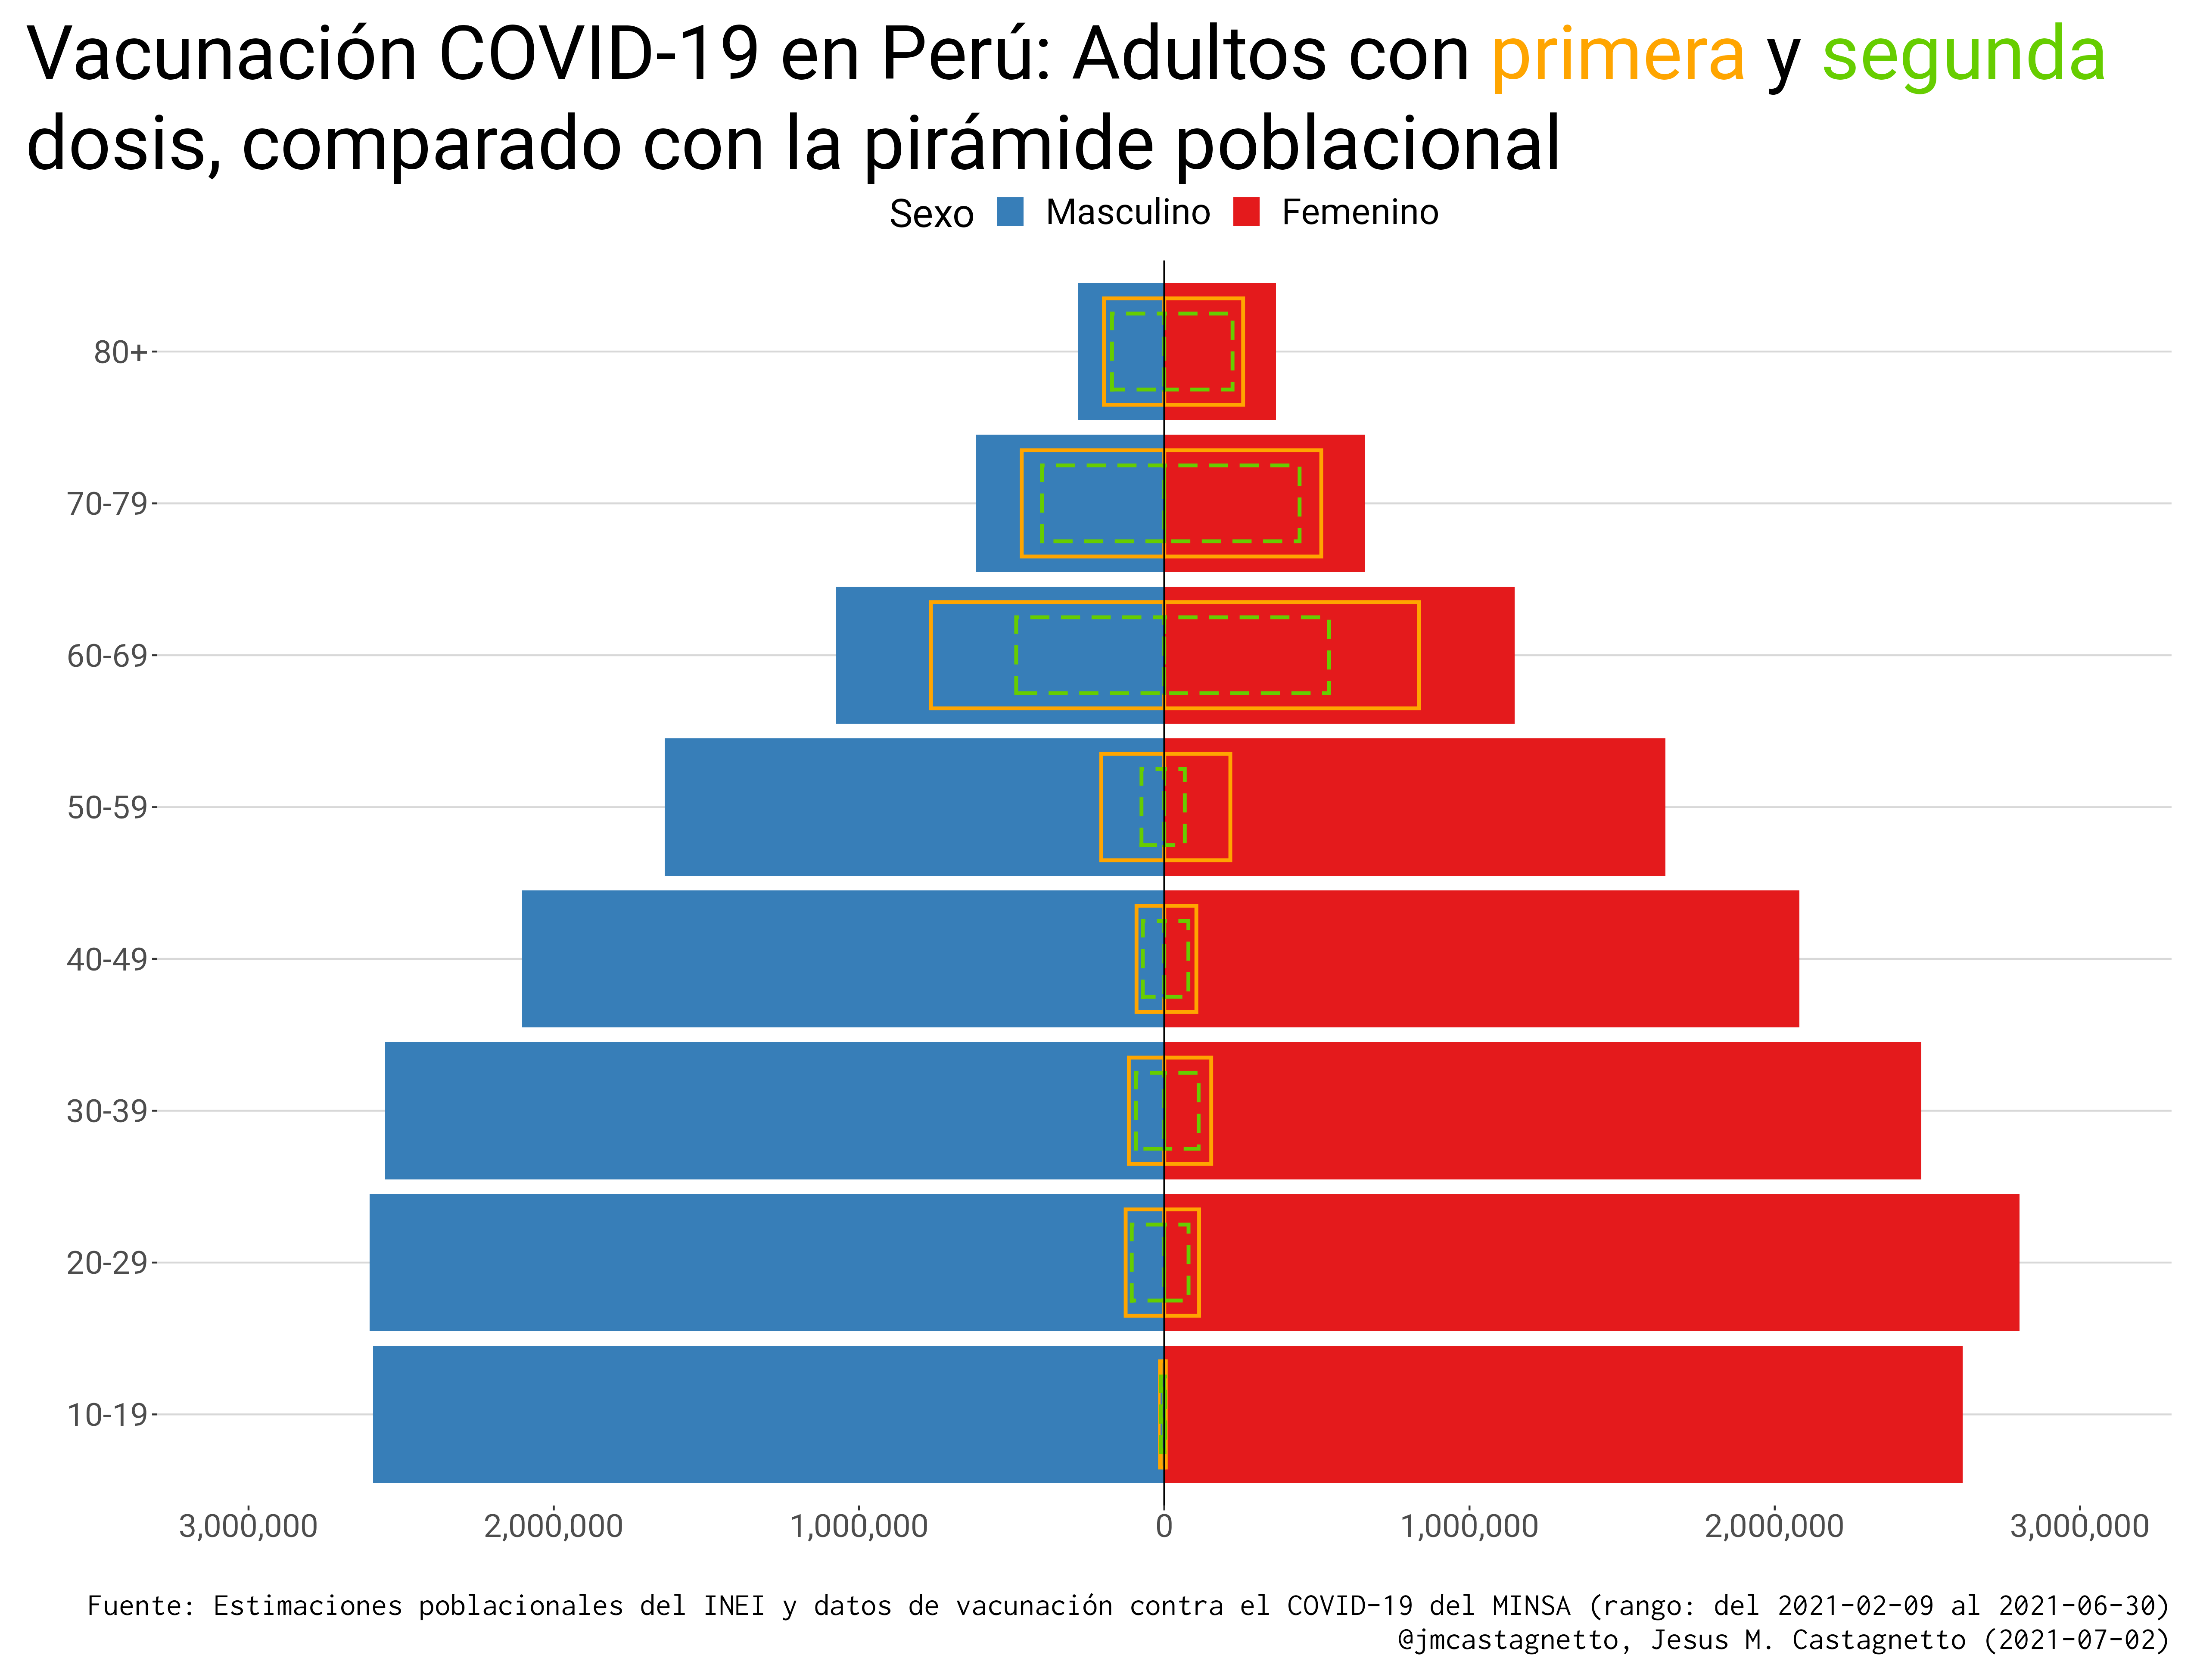 Vacunación COVID-19 en Perú: Adultos con primera y segunda
dosis, comparado con la pirámide poblacional
Sexo Masculino Femenino
80+
70-79
60-69
50-59
40-49
30-39
20-29
10-19
3,000,000 2,000,000 1,000,000 0 1,000,000 2,000,000 3,000,000
Fuente: Estimaciones poblacionales del INEI y datos de vacunación contra el COVID-19 del MINSA (rango: del 2021-02-09 al 2021-06-30)
@jmcastagnetto, Jesus M. Castagnetto (2021-07-02)